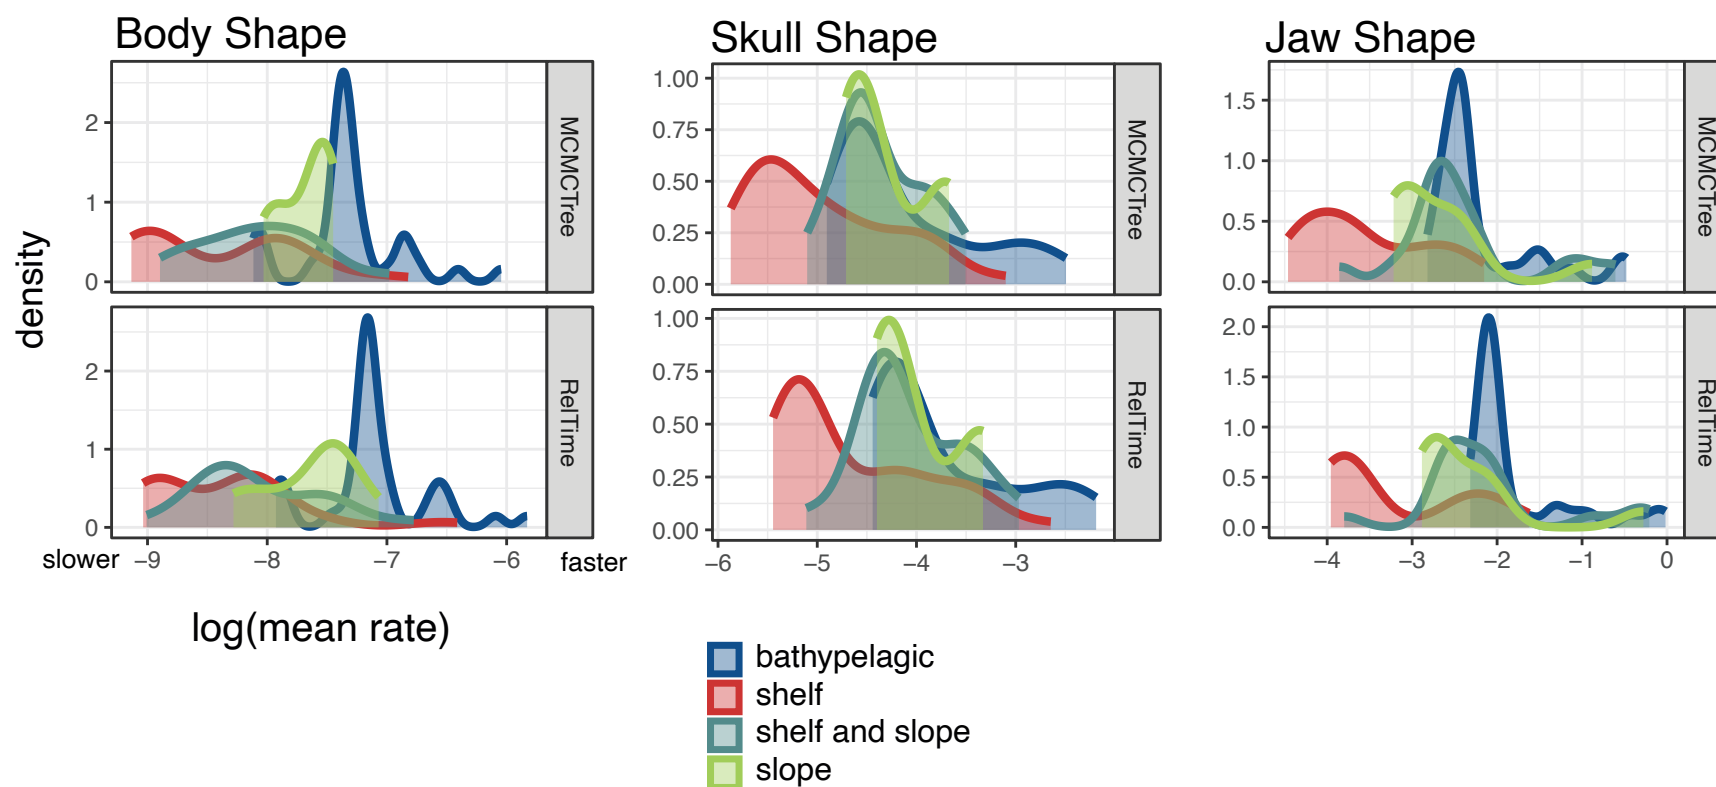 Body Shape
Skull Shape
Jaw Shape
density
2
1
0
MCMCTree
1.00
0.75
0.50
0.25
0.00
MCMCTree
1.5
1.0
0.5
0.0
MCMCTree
2
1
0
RelTime
1.00
0.75
0.50
0.25
0.00
RelTime
2.0
1.5
1.0
0.5
0.0
RelTime
slower −9 −8 −7 −6 faster
−6 −5 −4 −3
−4 −3 −2 −1 0
log(mean rate)
bathypelagic
shelf
shelf and slope
slope